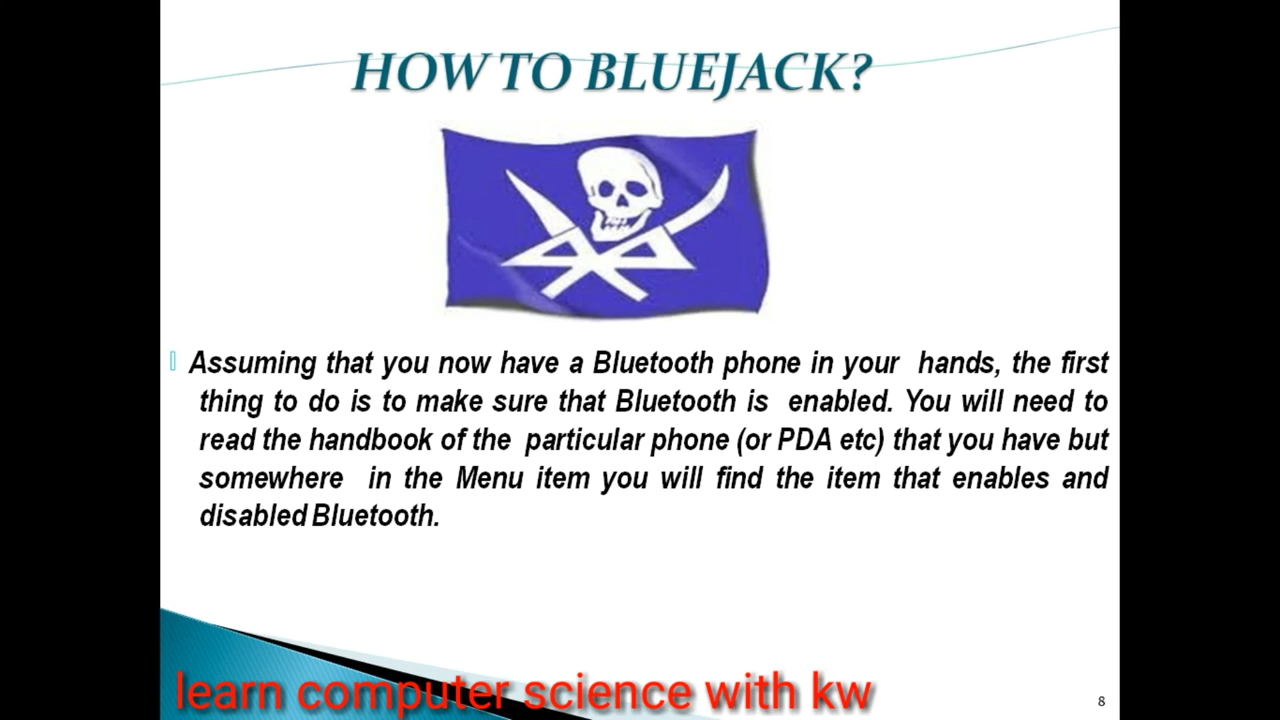 HOW TO BLUEJACK?
Assuming that you now have a Bluetooth phone in your hands, the first
thing to do is to make sure that Bluetooth is enabled. You will need to
read the handbook of the particular phone (or PDA etc) that you have but
somewhere in the Menu item you will find the item that enables and
disabled Bluetooth.
learn computer science with kw
8